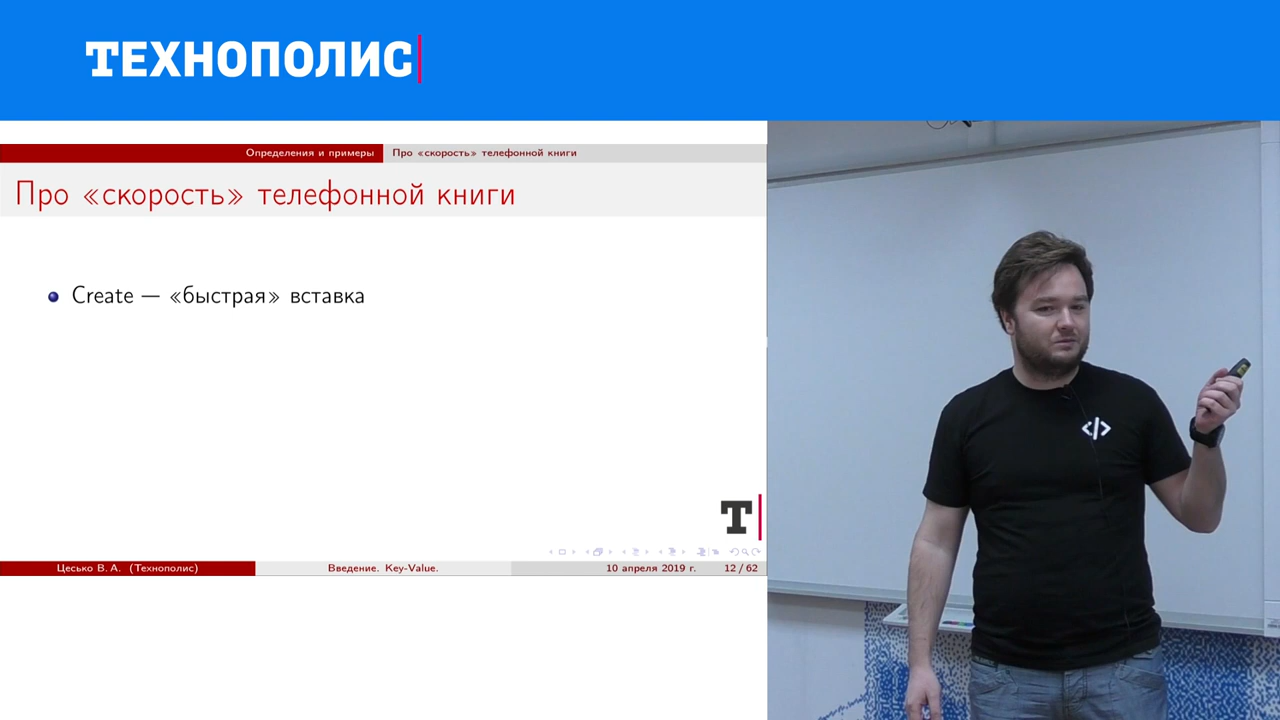 ТЕХНОПОЛИС
Определения и примеры Про «скорость» телефонной книги
Про «скорость» телефонной книги
Create — «быстрая» вставка
T
Цесько В. А. (Технополис) Введение. Key-Value. 10 апреля 2019 г. 12 / 62
</>